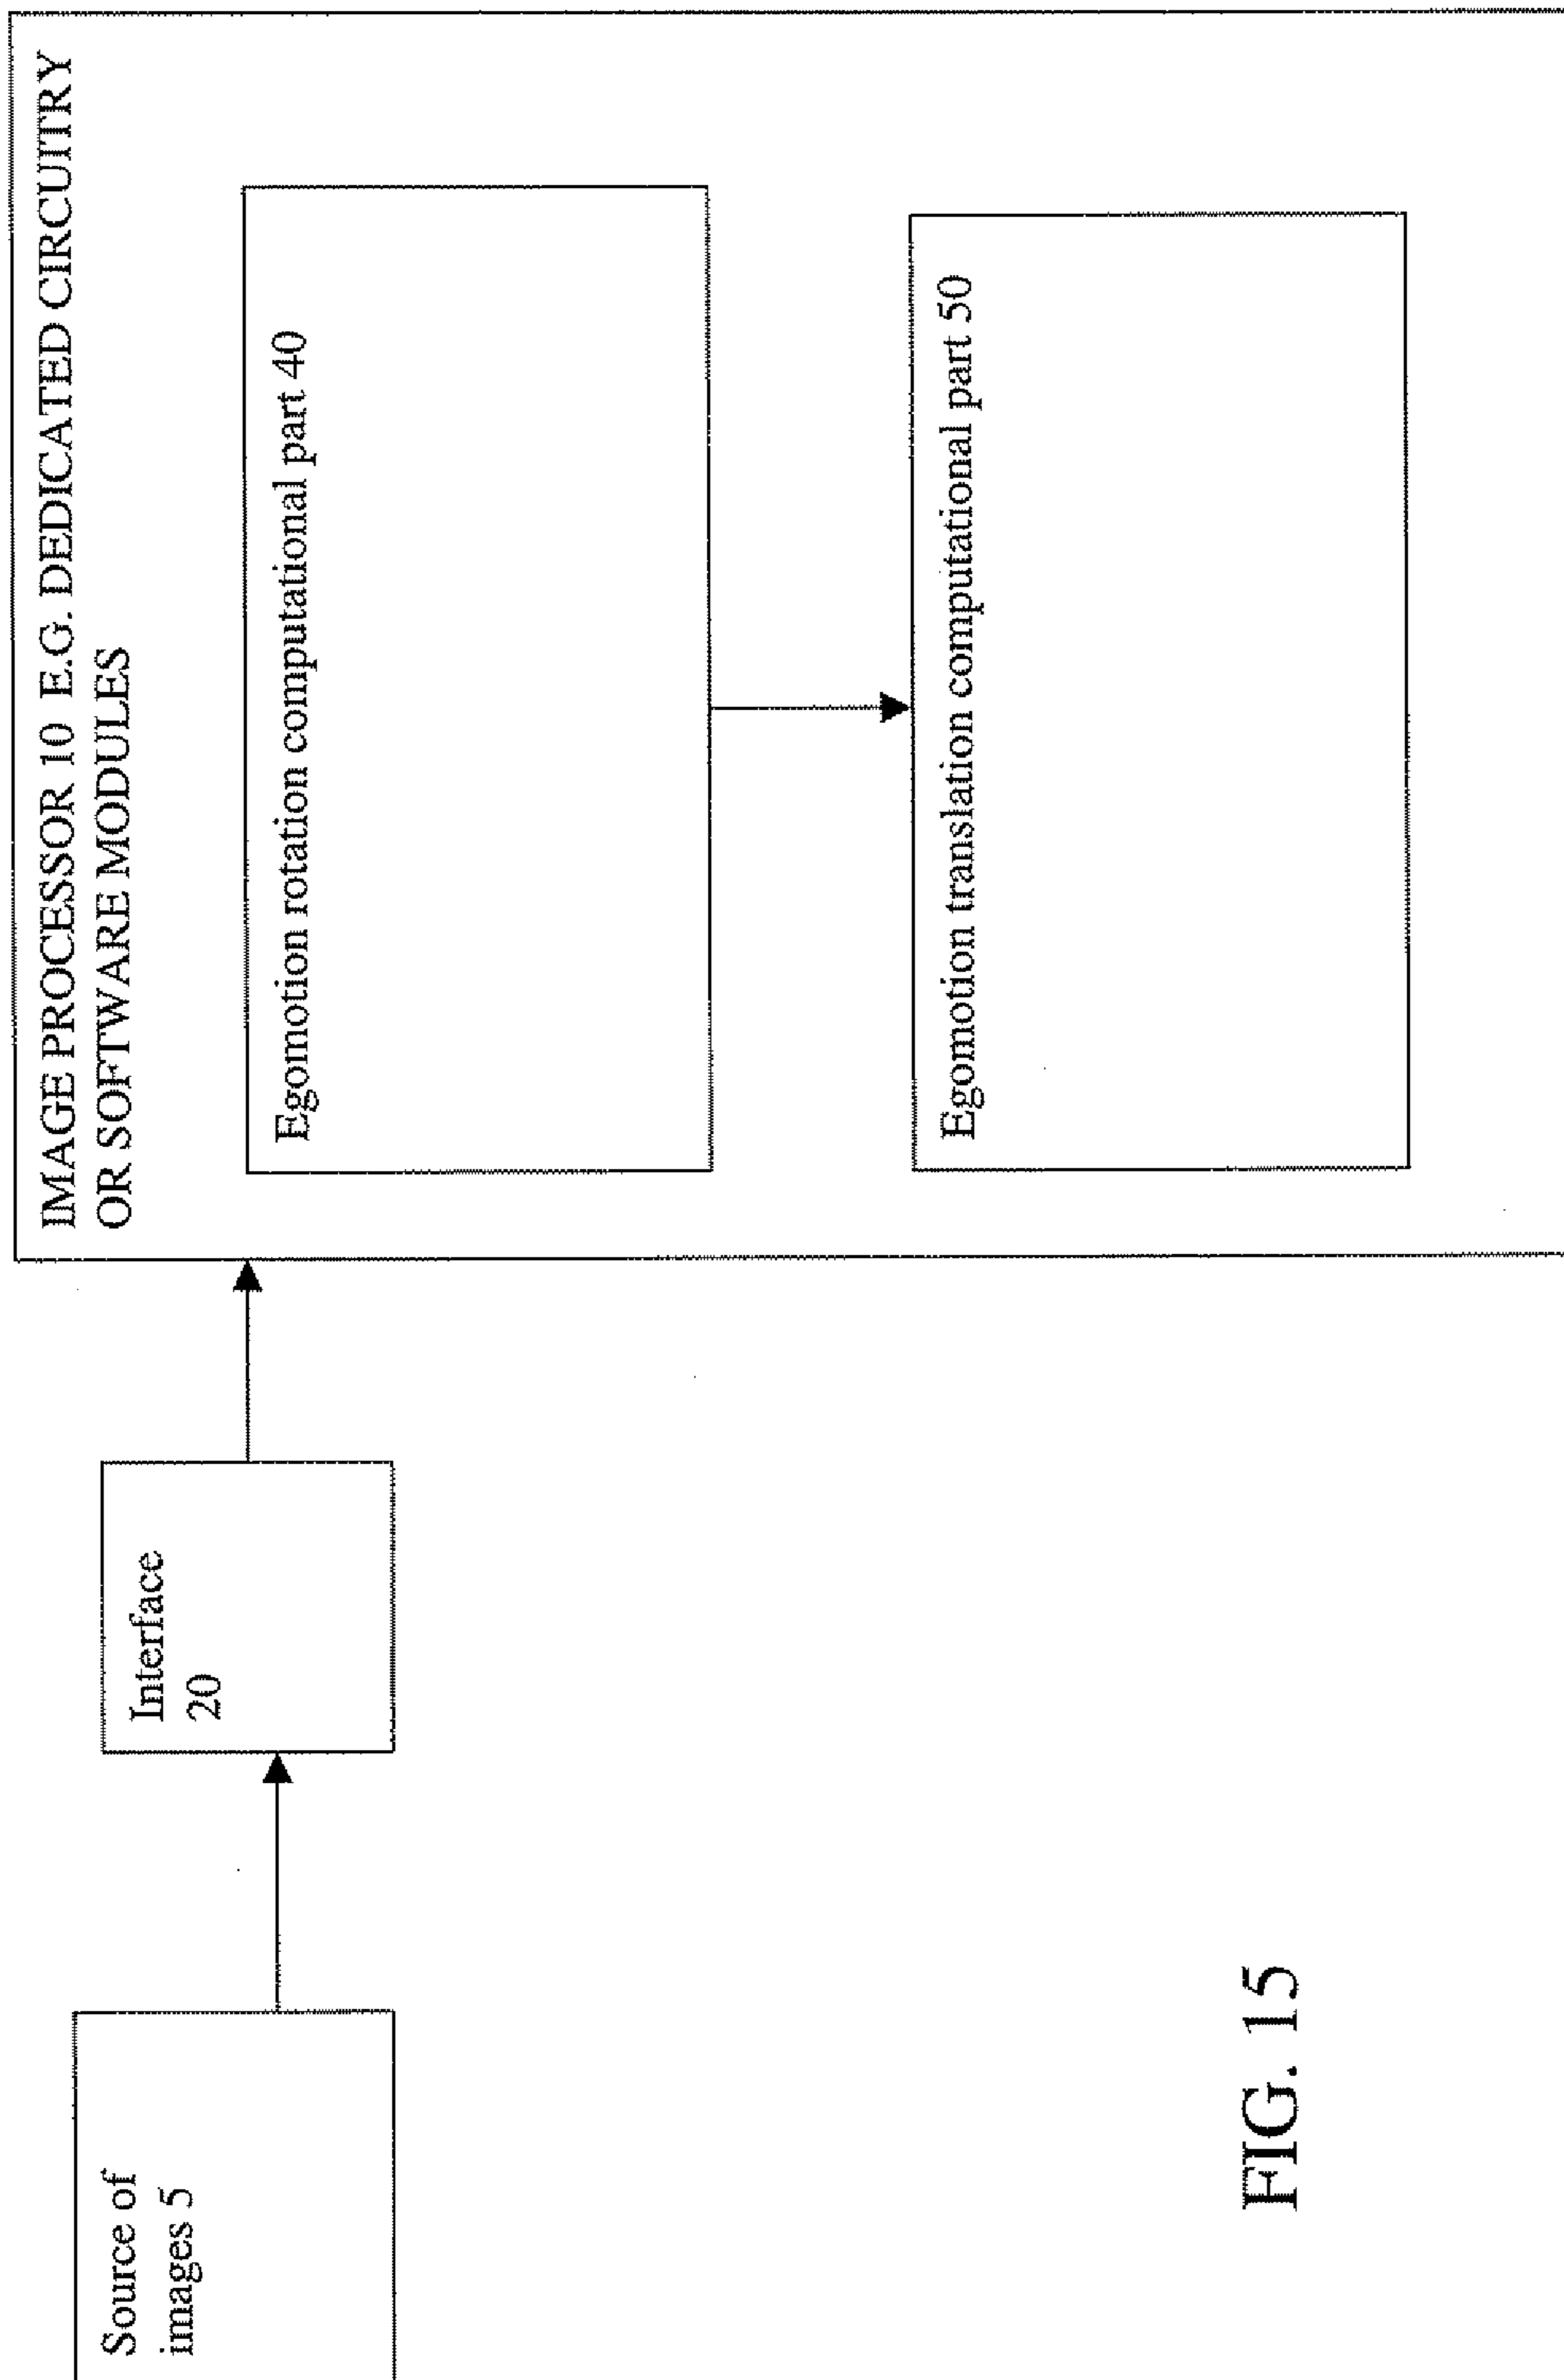 IMAGE PROCESSOR 10 E.G. DEDICATED CIRCUITRY
OR SOFTWARE MODULES
Egomotion rotation computational part 40
Egomotion translation computational part 50
Interface
20
Source of
images 5
FIG. 15